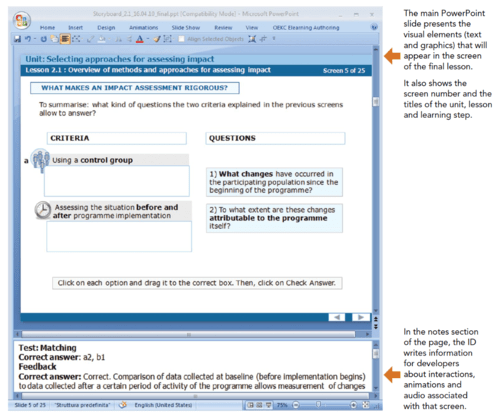 Storyboard_2.1_16.04.10_final.ppt [Compatibility Mode] - Microsoft PowerPoint
Home Insert Design Animations Slide Show Review View OBIC Elearning Authoring
Align Selected Objects
Unit: Selecting approaches for assessing impact
Lesson 2.1 : Overview of methods and approaches for assessing impact Screen 5 of 25
WHAT MAKES AN IMPACT ASSESSMENT RIGOROUS?
To summarise: what kind of questions the two criteria explained in the previous screens
allow to answer?
CRITERIA QUESTIONS
a Using a control group
1) What changes have occurred in
the participating population since the
beginning of the programme?
Assessing the situation before and
after programme implementation
2) To what extent are these changes
attributable to the programme
itself?
Click on each option and drag it to the correct box. Then, click on Check Answer.
Test: Matching
Correct answer: a2, b1
Feedback
Correct answer: Correct. Comparison of data collected at baseline (before implementation begins)
to data collected after a certain period of activity of the programme allows measurement of changes
Slide 5 of 25 "Struttura predefinita" English (United States) 75%
The main PowerPoint
slide presents the
visual elements (text
and graphics) that will
appear in the screen
of the final lesson.
It also shows the
screen number and the
titles of the unit, lesson
and learning step.
In the notes section
of the page, the ID
writes information
for developers
about interactions,
animations and
audio associated
with that screen.